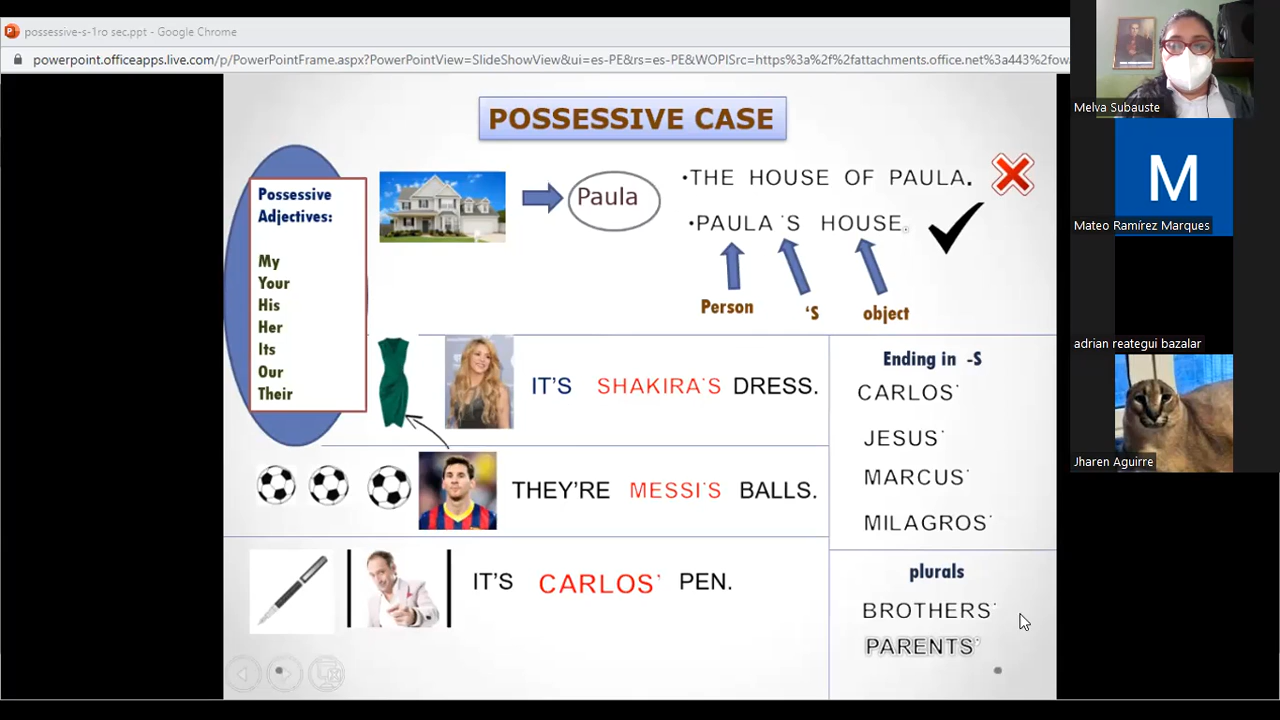 possessive-s-1ro sec.ppt - Google Chrome
powerpoint.officeapps.live.com/p/PowerPointFrame.aspx?PowerPointView=SlideShowView&ui=es-PE&rs=es-PE&WOPISrc=https%3a%2f%2fattachments.office.net%3a443%2fow
POSSESSIVE CASE
Possessive
Adjectives:
My
Your
His
Her
Its
Our
Their
Paula
•THE HOUSE OF PAULA.
•PAULA´S HOUSE.
Person
‘S
object
IT’S SHAKIRA´S DRESS.
THEY’RE MESSI´S BALLS.
IT’S CARLOS’ PEN.
Ending in -S
CARLOS´
JESUS´
MARCUS´
MILAGROS´
plurals
BROTHERS´
PARENTS’
Melva Subauste
M
Mateo Ramírez Marques
adrian reategui bazalar
Jharen Aguirre